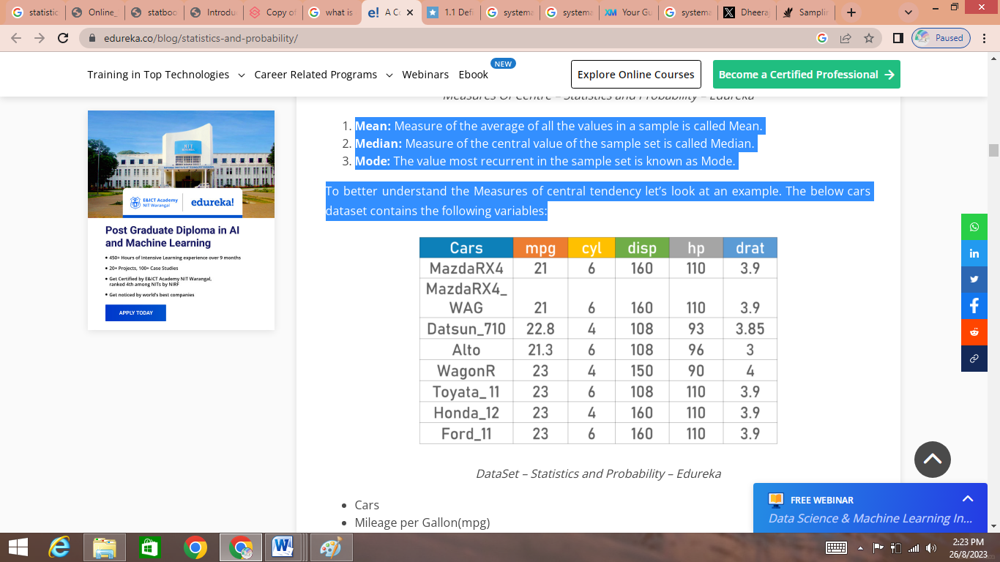 statistic
Online_
statboo
Introdu
Copy of
what is
e! A Co
1.1 Defi
systema
systema
XM Your Gu
systema
X Dheeraj
Samplin
edureka.co/blog/statistics-and-probability/
Paused
Training in Top Technologies
Career Related Programs
Webinars
Ebook
NEW
Explore Online Courses
Become a Certified Professional
Measures Of Centre – Statistics and Probability – Edureka
1. Mean: Measure of the average of all the values in a sample is called Mean.
2. Median: Measure of the central value of the sample set is called Median.
3. Mode: The value most recurrent in the sample set is known as Mode.
To better understand the Measures of central tendency let’s look at an example. The below cars
dataset contains the following variables:
Cars mpg cyl disp hp drat
MazdaRX4 21 6 160 110 3.9
MazdaRX4_
WAG 21 6 160 110 3.9
Datsun_710 22.8 4 108 93 3.85
Alto 21.3 6 108 96 3
WagonR 23 4 150 90 4
Toyata_11 23 6 108 110 3.9
Honda_12 23 4 160 110 3.9
Ford_11 23 6 160 110 3.9
DataSet – Statistics and Probability – Edureka
• Cars
• Mileage per Gallon(mpg)
NIT
E&ICT Academy
NIT Warangal
edureka!
Post Graduate Diploma in AI
and Machine Learning
• 450+ Hours of Intensive Learning experience over 9 months
• 20+ Projects, 100+ Case Studies
• Get Certified by E&ICT Academy NIT Warangal,
ranked 4th among NITs by NIRF
• Get noticed by world's best companies
APPLY TODAY
FREE WEBINAR
Data Science & Machine Learning In...
2:23 PM
26/8/2023